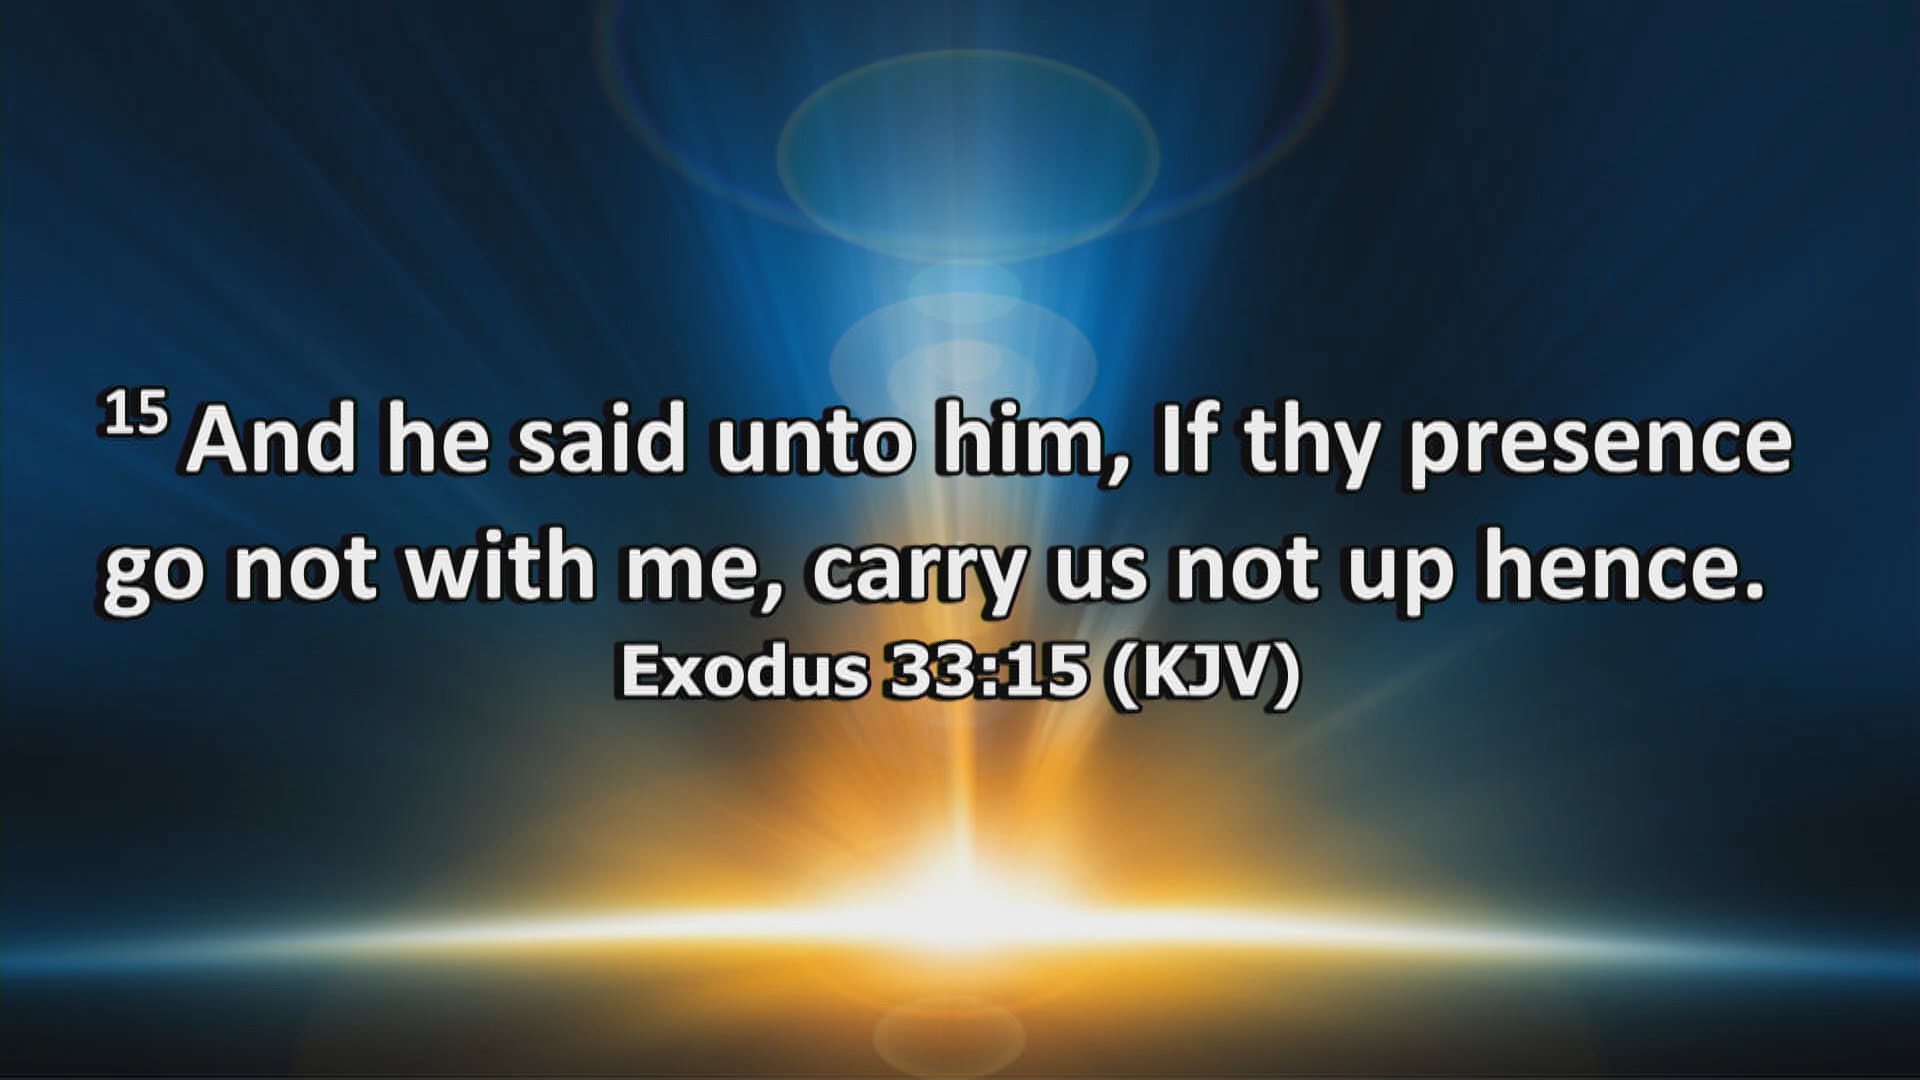 15 And he said unto him, If thy presence
go not with me, carry us not up hence.
Exodus 33:15 (KJV)